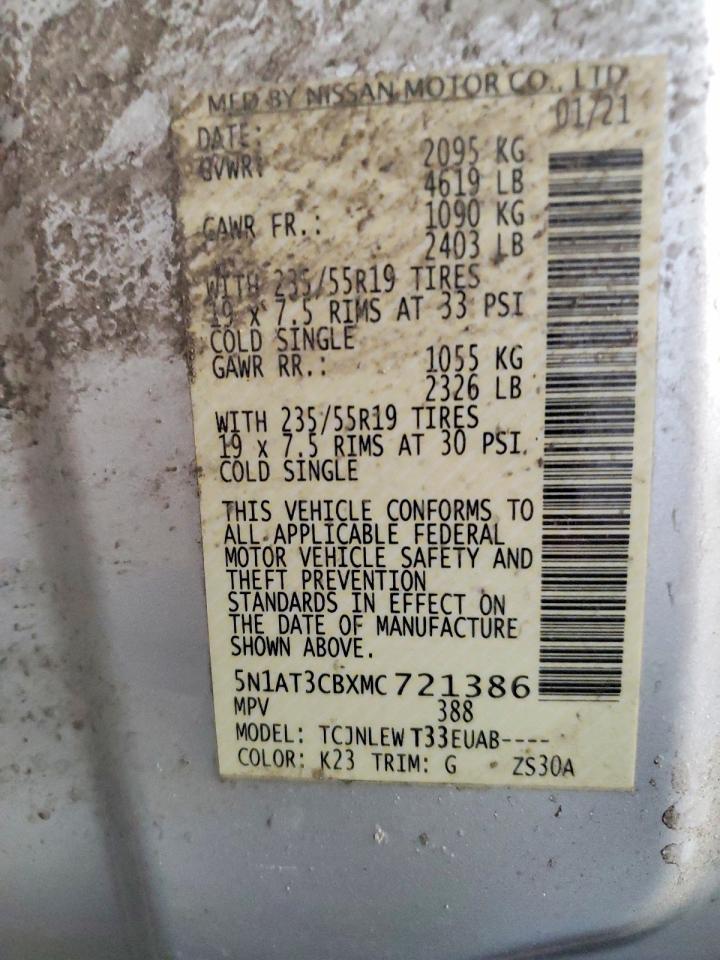 MFD BY NISSAN MOTOR CO., LTD
DATE: 01/21
GVWR: 2095 KG
4619 LB
GAWR FR.: 1090 KG
2403 LB
WITH 235/55R19 TIRES
19 x 7.5 RIMS AT 33 PSI
COLD SINGLE
GAWR RR.: 1055 KG
2326 LB
WITH 235/55R19 TIRES
19 x 7.5 RIMS AT 30 PSI.
COLD SINGLE
THIS VEHICLE CONFORMS TO
ALL APPLICABLE FEDERAL
MOTOR VEHICLE SAFETY AND
THEFT PREVENTION
STANDARDS IN EFFECT ON
THE DATE OF MANUFACTURE
SHOWN ABOVE.
5N1AT3CBXMC 721386
MPV 388
MODEL: TCJNLEW T33EUAB----
COLOR: K23 TRIM: G ZS30A